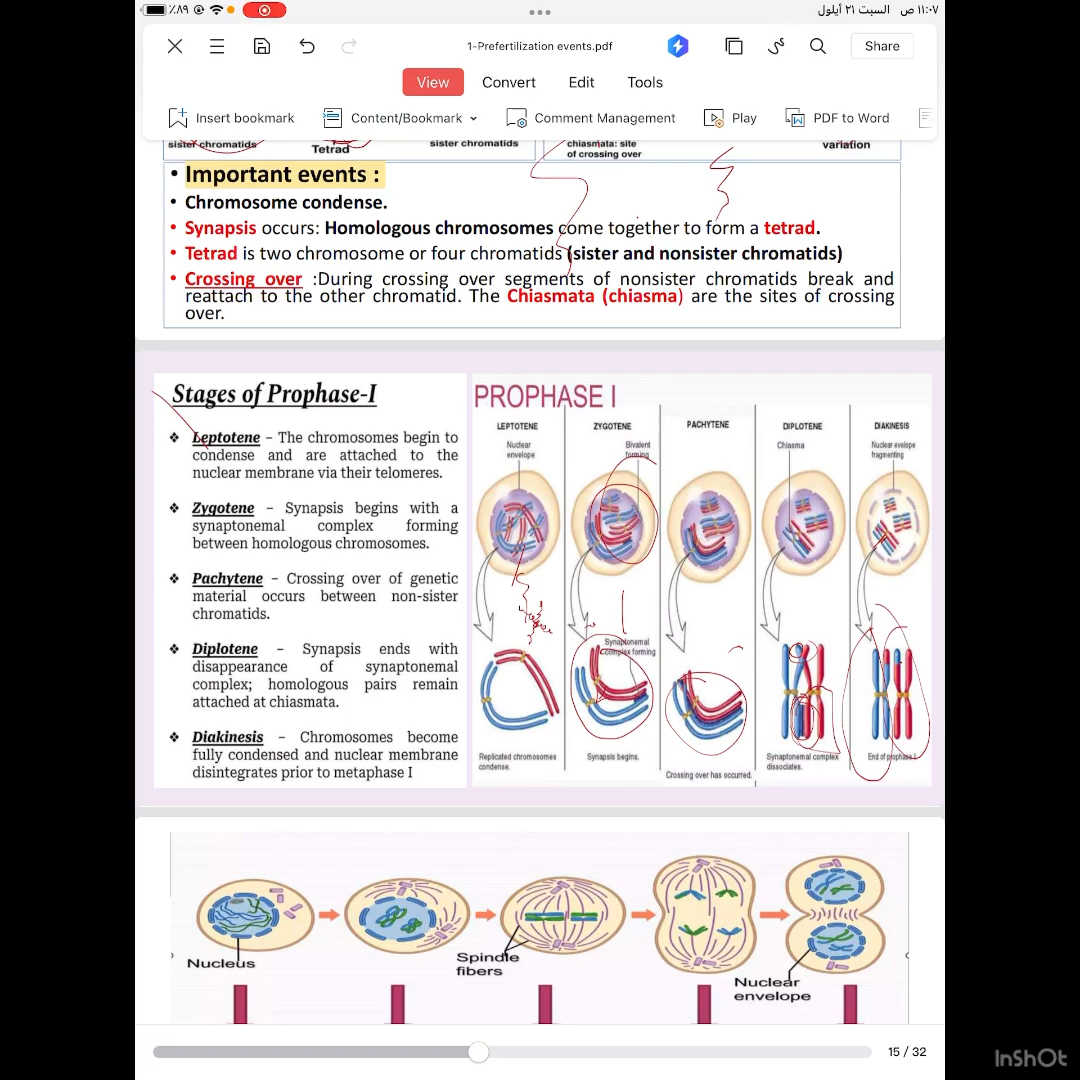 ٪٨٩
١١:٠٧ ص السبت ٢١ أيلول
1-Prefertilization events.pdf
Share
View Convert Edit Tools
Insert bookmark Content/Bookmark Comment Management Play PDF to Word
sister chromatids Tetrad sister chromatids chiasmata: site variation
of crossing over
• Important events :
• Chromosome condense.
• Synapsis occurs: Homologous chromosomes come together to form a tetrad.
• Tetrad is two chromosome or four chromatids (sister and nonsister chromatids)
• Crossing over :During crossing over segments of nonsister chromatids break and
reattach to the other chromatid. The Chiasmata (chiasma) are the sites of crossing
over.
Stages of Prophase-I
❖ Leptotene – The chromosomes begin to
condense and are attached to the
nuclear membrane via their telomeres.
❖ Zygotene – Synapsis begins with a
synaptonemal complex forming
between homologous chromosomes.
❖ Pachytene – Crossing over of genetic
material occurs between non-sister
chromatids.
❖ Diplotene – Synapsis ends with
disappearance of synaptonemal
complex; homologous pairs remain
attached at chiasmata.
❖ Diakinesis – Chromosomes become
fully condensed and nuclear membrane
disintegrates prior to metaphase I
PROPHASE I
LEPTOTENE ZYGOTENE PACHYTENE DIPLOTENE DIAKINESIS
Nuclear
envelope
Bivalent
forming
Chiasma
Nuclear evelope
fragmenting
Synaptonemal
complex forming
Replicated chromosomes
condense.
Synapsis begins.
Crossing over has occurred.
Synaptonemal complex
dissociates.
End of prophase I.
Nucleus
Spindle
fibers
Nuclear
envelope
15 / 32
InShOt